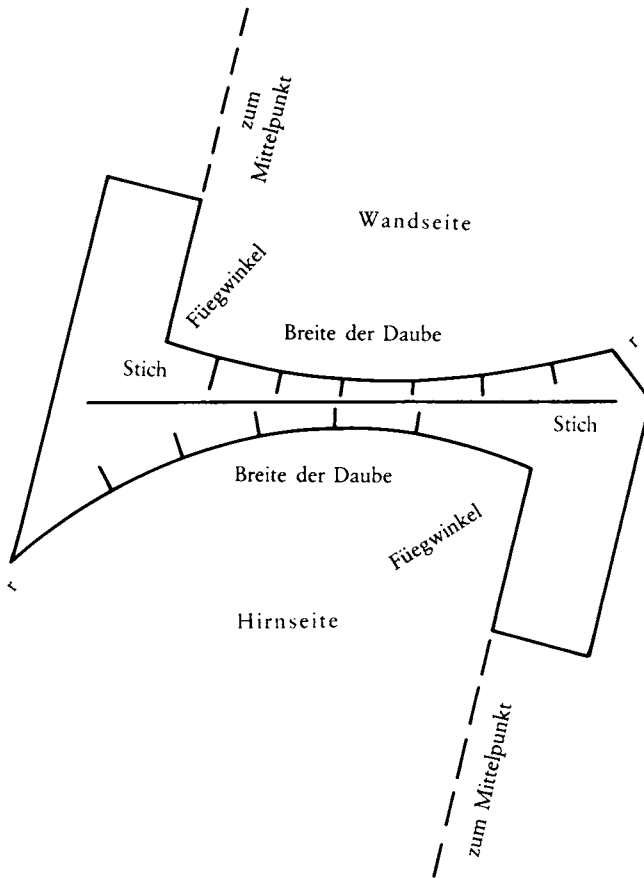 zum
Mittelpunkt
Wandseite
Füegwinkel
Breite der Daube
r
Stich
Stich
Breite der Daube
Füegwinkel
r
Hirnseite
zum Mittelpunkt